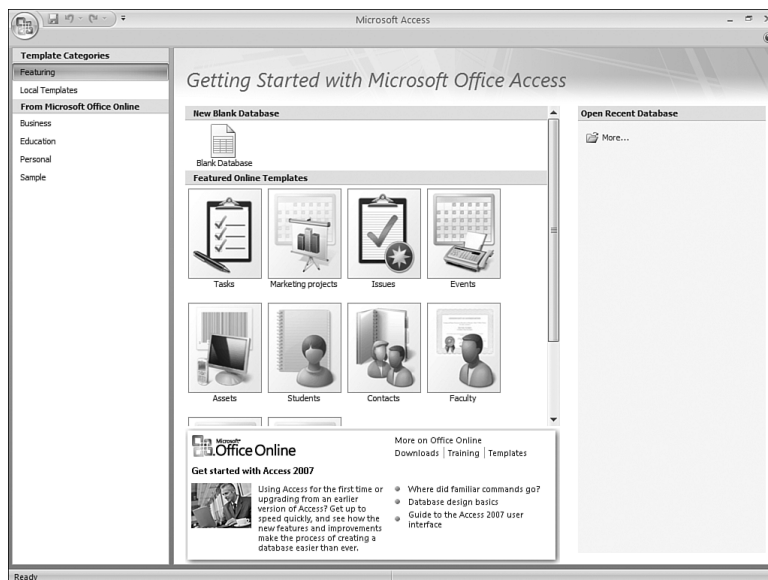 Microsoft Access
Template Categories
Featuring
Local Templates
From Microsoft Office Online
Business
Education
Personal
Sample
Getting Started with Microsoft Office Access
New Blank Database
Blank Database
Featured Online Templates
Tasks
Marketing projects
Issues
Events
Assets
Students
Contacts
Faculty
Open Recent Database
More...
Microsoft
Office Online
More on Office Online
Downloads | Training | Templates
Get started with Access 2007
Using Access for the first time or
upgrading from an earlier
version of Access? Get up to
speed quickly, and see how the
new features and improvements
make the process of creating a
database easier than ever.
Where did familiar commands go?
Database design basics
Guide to the Access 2007 user
interface
Ready